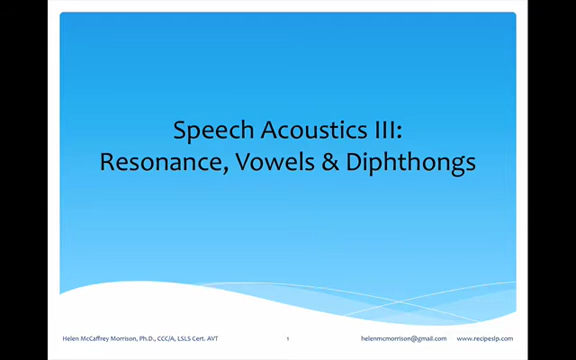 Speech Acoustics III:
Resonance, Vowels & Diphthongs
Helen McCaffrey Morrison, Ph.D., CCC/A, LSLS Cert. AVT 1 helenmcmorrison@gmail.com www.recipeslp.com